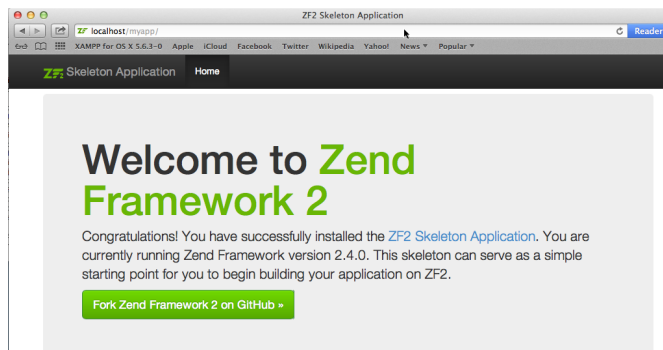 ZF2 Skeleton Application
localhost/myapp/
Reader
XAMPP for OS X 5.6.3-0 Apple iCloud Facebook Twitter Wikipedia Yahoo! News Popular
ZF Skeleton Application Home
Welcome to Zend
Framework 2
Congratulations! You have successfully installed the ZF2 Skeleton Application. You are
currently running Zend Framework version 2.4.0. This skeleton can serve as a simple
starting point for you to begin building your application on ZF2.
Fork Zend Framework 2 on GitHub »